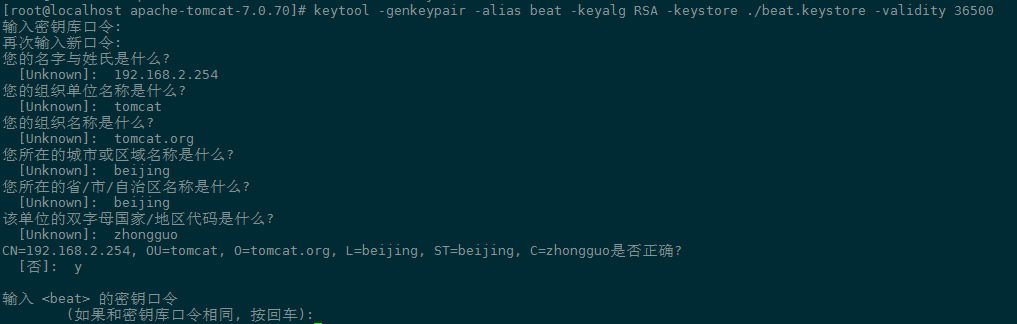 [root@localhost apache-tomcat-7.0.70]# keytool -genkeypair -alias beat -keyalg RSA -keystore ./beat.keystore -validity 36500
输入密钥库口令:
再次输入新口令:
您的名字与姓氏是什么?
  [Unknown]:  192.168.2.254
您的组织单位名称是什么?
  [Unknown]:  tomcat
您的组织名称是什么?
  [Unknown]:  tomcat.org
您所在的城市或区域名称是什么?
  [Unknown]:  beijing
您所在的省/市/自治区名称是什么?
  [Unknown]:  beijing
该单位的双字母国家/地区代码是什么?
  [Unknown]:  zhongguo
CN=192.168.2.254, OU=tomcat, O=tomcat.org, L=beijing, ST=beijing, C=zhongguo是否正确?
  [否]:  y

输入 <beat> 的密钥口令
        (如果和密钥库口令相同, 按回车):